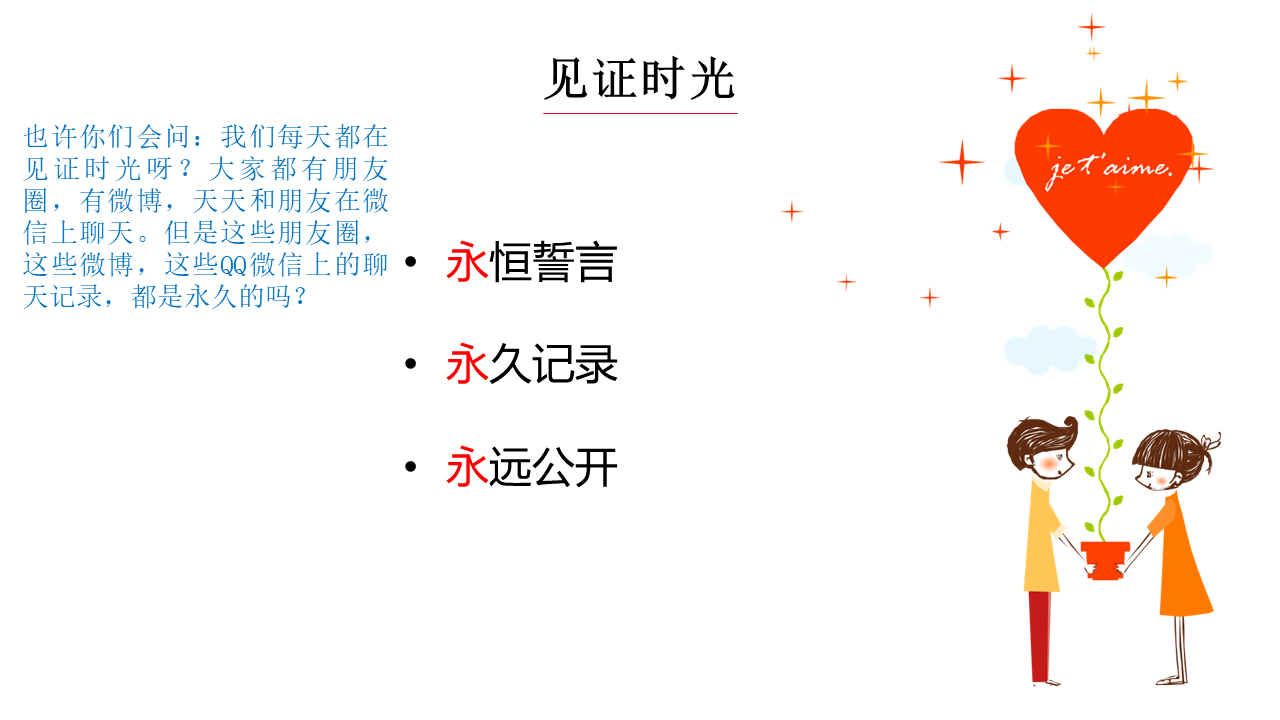 见证时光
也许你们会问：我们每天都在
见证时光呀？大家都有朋友
圈，有微博，天天和朋友在微
信上聊天。但是这些朋友圈，
这些微博，这些QQ微信上的聊
天记录，都是永久的吗？
• 永恒誓言
• 永久记录
• 永远公开
je t'aime.